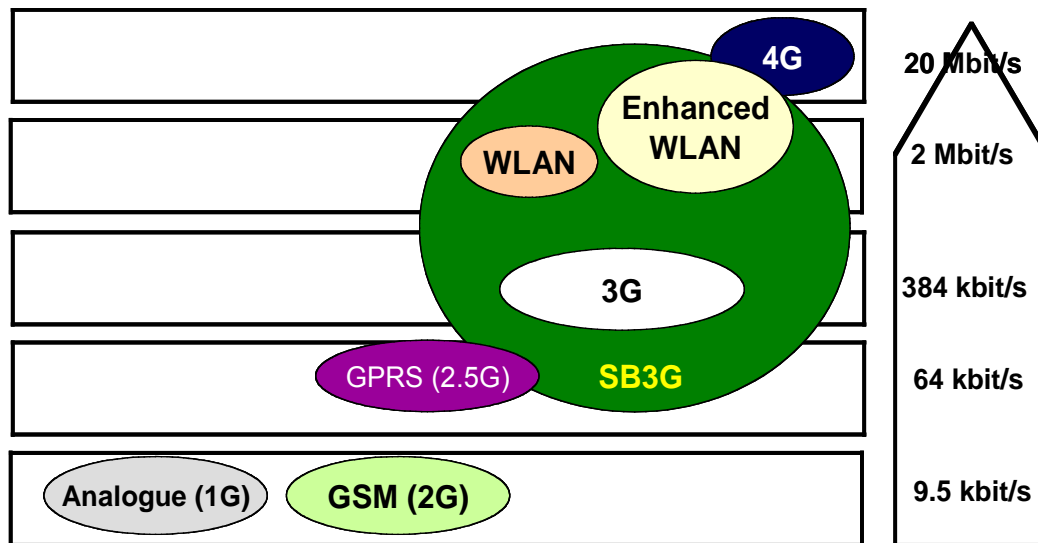 4G
20 Mbit/s
Enhanced
WLAN
WLAN
2 Mbit/s
3G
384 kbit/s
GPRS (2.5G)
SB3G
64 kbit/s
Analogue (1G)
GSM (2G)
9.5 kbit/s